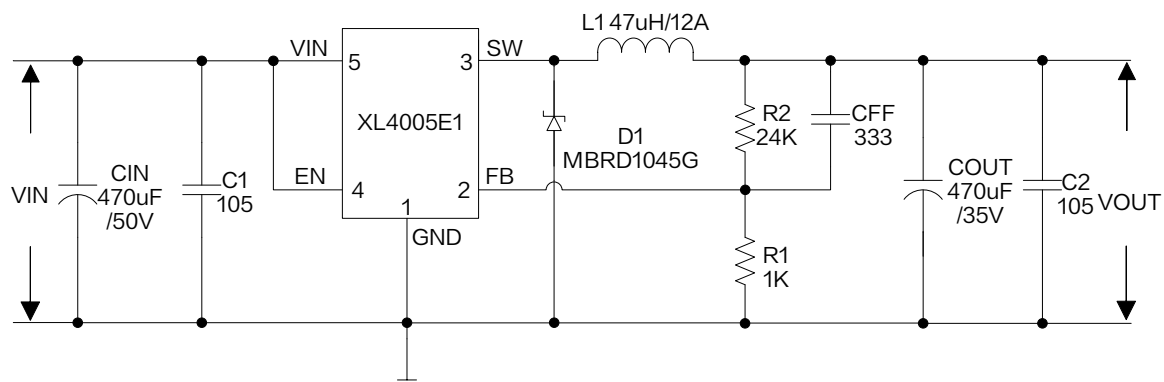 L1 47uH/12A
VIN
5
SW
3
XL4005E1
EN
4
FB
2
1
GND
VIN
CIN
470uF
/50V
C1
105
D1
MBRD1045G
R2
24K
CFF
333
R1
1K
COUT
470uF
/35V
C2
105
VOUT